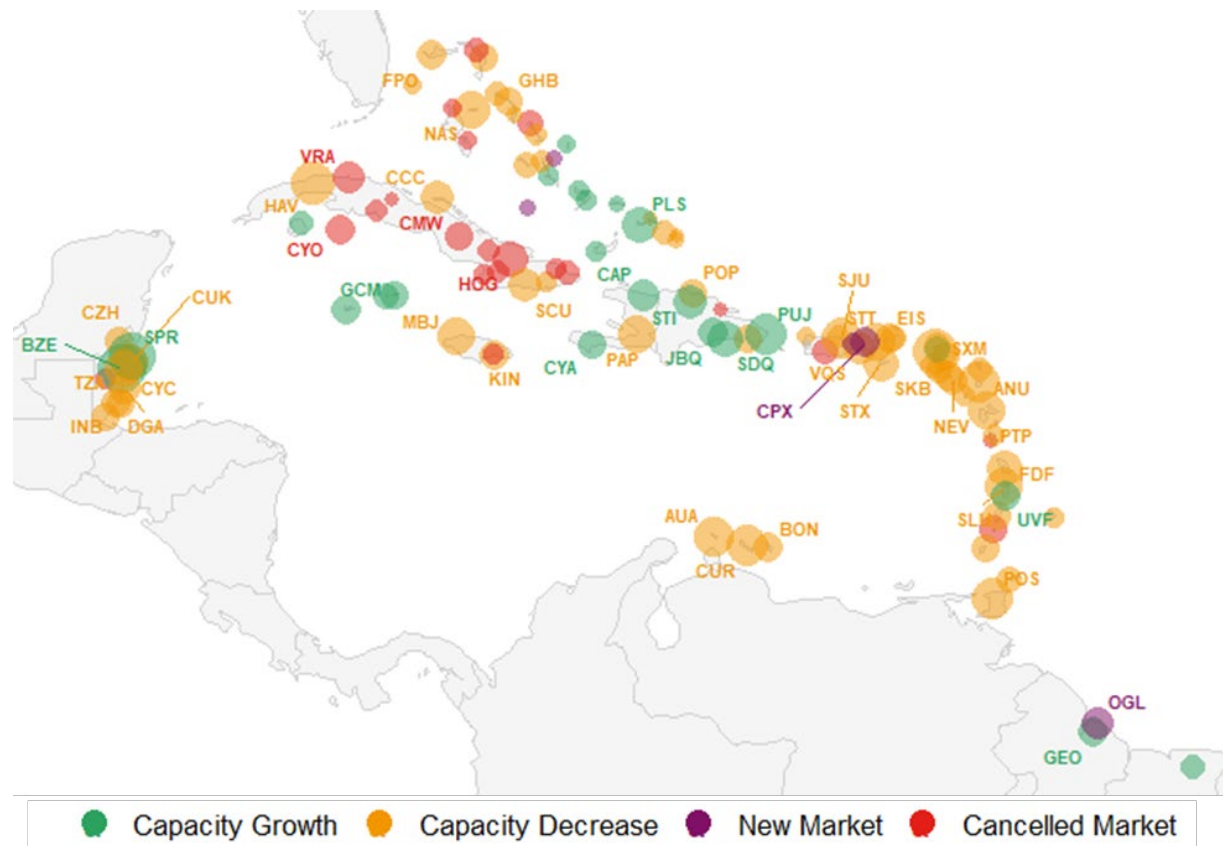 FPO
GHB
NAS
VRA
CCC
HAV
PLS
CYO
CMW
CAP
POP
SJU
HOG
CUK
GCM
SCU
CZH
SPR
MBJ
STI
PUJ
STT
EIS
BZE
SXM
CYA
PAP
JBQ
SDQ
VQS
KIN
TZA
CYC
SKB
ANU
CPX
STX
INB
DGA
NEV
PTP
FDF
AUA
SLU
UVF
BON
CUR
POS
OGL
GEO
Capacity Growth
Capacity Decrease
New Market
Cancelled Market